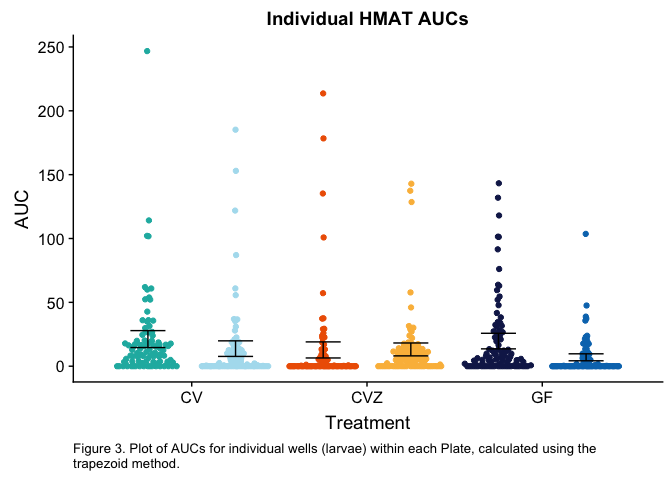 Individual HMAT AUCs
250
200
150
100
50
0
AUC
CV CVZ GF
Treatment
Figure 3. Plot of AUCs for individual wells (larvae) within each Plate, calculated using the
trapezoid method.